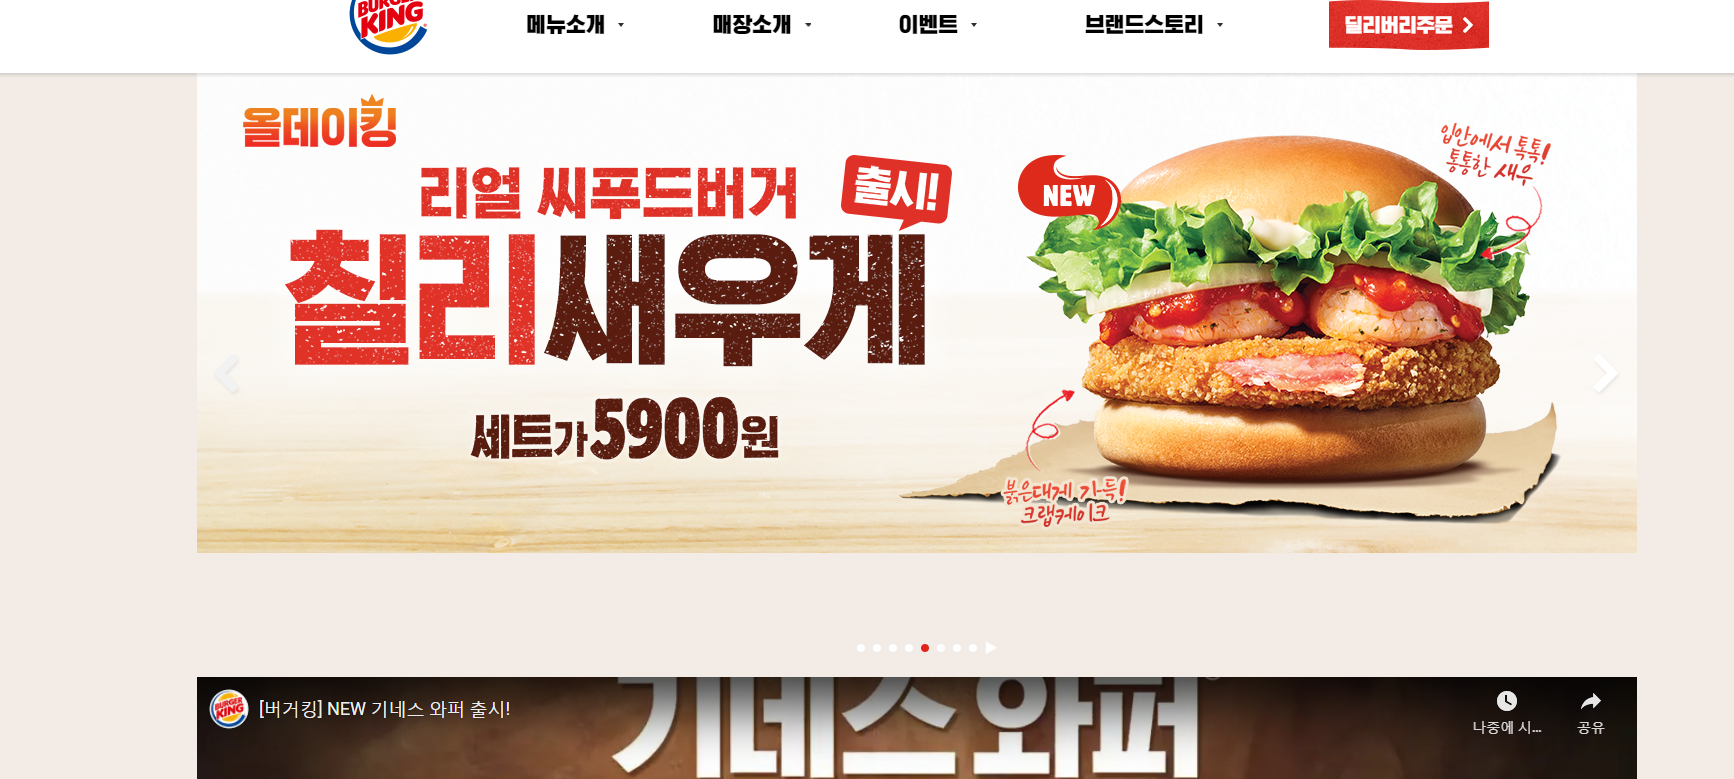 BURGER KING
메뉴소개
매장소개
이벤트
브랜드스토리
딜리버리주문
올데이킹
리얼 씨푸드버거
출시!
칠리새우게
세트가5900원
NEW
입안에서 톡톡!
통통한 새우
붉은대게 가득!
크랩케이크
BURGER KING
[버거킹] NEW 기네스 와퍼 출시!
기네스 와퍼
나중에 시...
공유